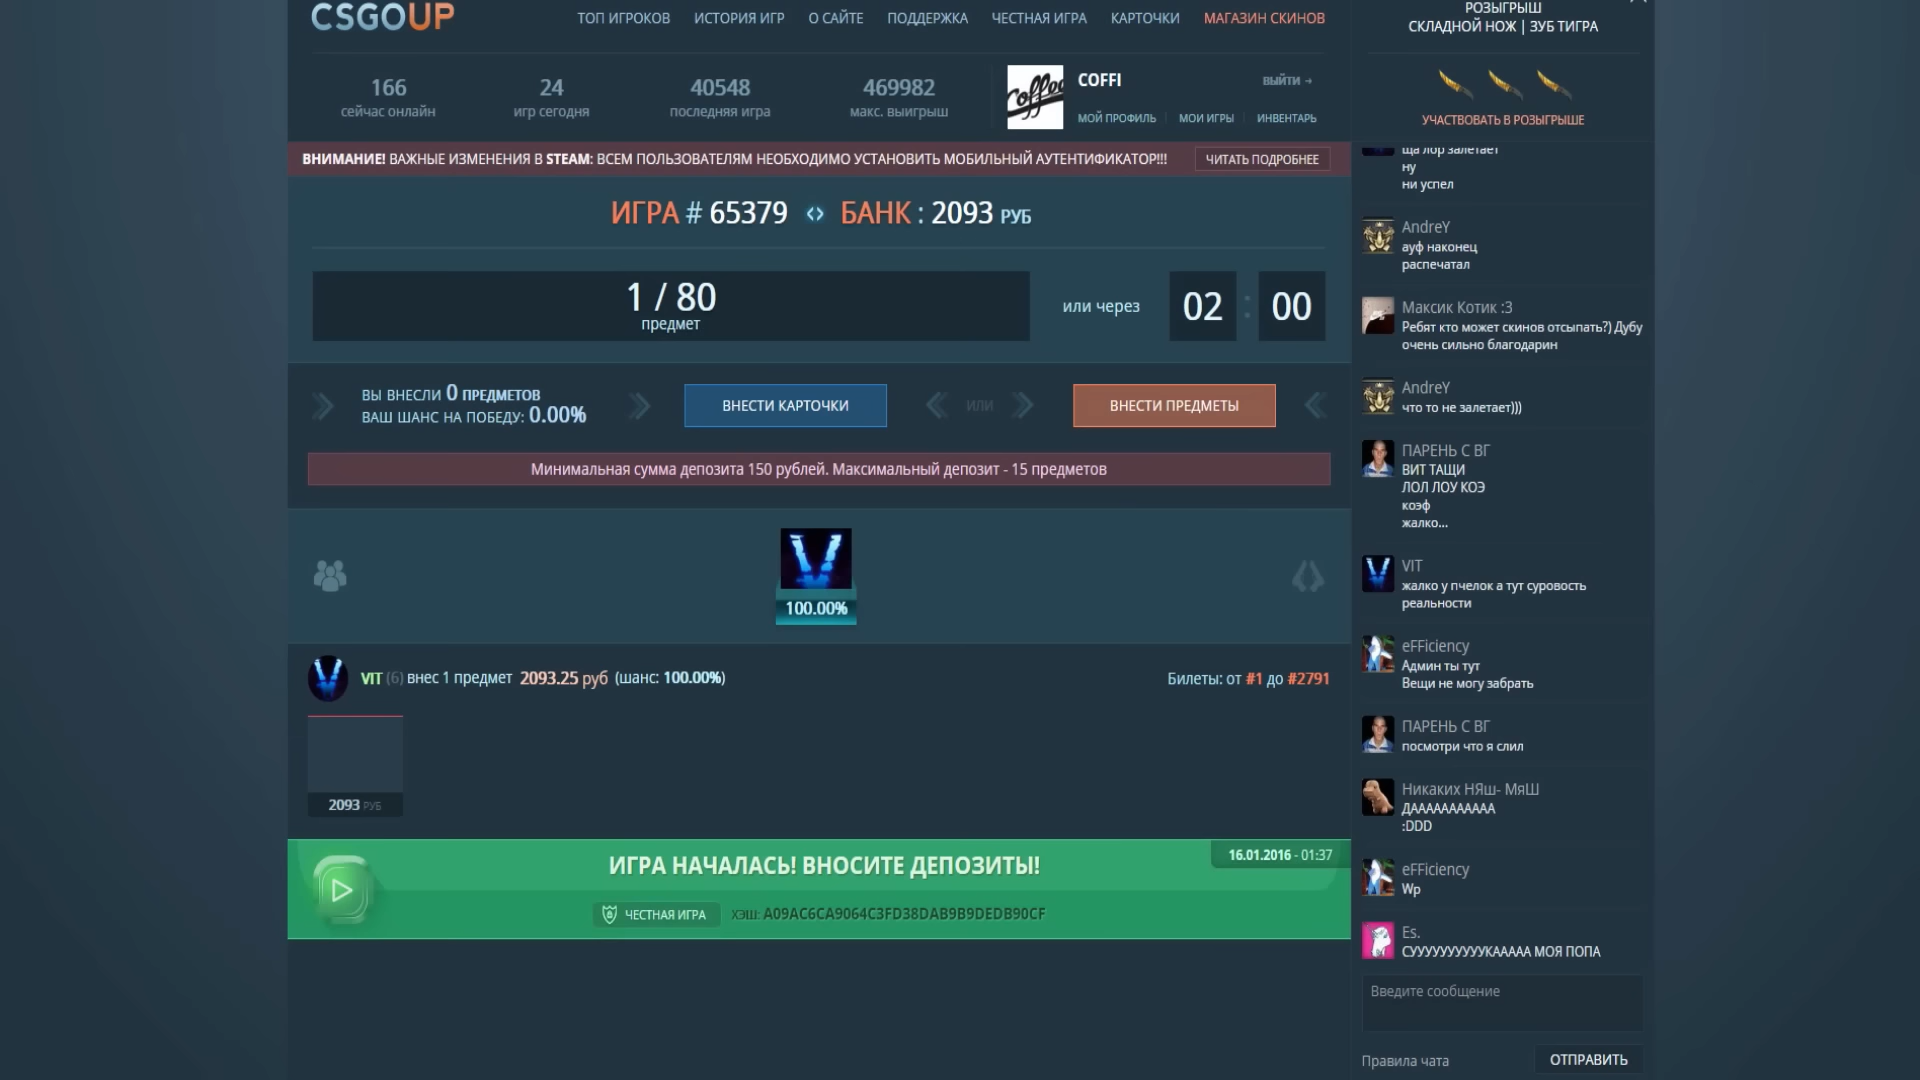 CSGOUP
ТОП ИГРОКОВ ИСТОРИЯ ИГР О САЙТЕ ПОДДЕРЖКА ЧЕСТНАЯ ИГРА КАРТОЧКИ МАГАЗИН СКИНОВ
166
сейчас онлайн
24
игр сегодня
40548
последняя игра
469982
макс. выигрыш
Coffee
COFFI
ВЫЙТИ →
МОЙ ПРОФИЛЬ МОИ ИГРЫ ИНВЕНТАРЬ
ВНИМАНИЕ! ВАЖНЫЕ ИЗМЕНЕНИЯ В STEAM: ВСЕМ ПОЛЬЗОВАТЕЛЯМ НЕОБХОДИМО УСТАНОВИТЬ МОБИЛЬНЫЙ АУТЕНТИФИКАТОР!!!
ЧИТАТЬ ПОДРОБНЕЕ
ИГРА # 65379 <> БАНК : 2093 РУБ
1 / 80
предмет
или через
02 : 00
ВЫ ВНЕСЛИ 0 ПРЕДМЕТОВ
ВАШ ШАНС НА ПОБЕДУ: 0.00%
ВНЕСТИ КАРТОЧКИ
ИЛИ
ВНЕСТИ ПРЕДМЕТЫ
Минимальная сумма депозита 150 рублей. Максимальный депозит - 15 предметов
100.00%
VIT (6) внес 1 предмет 2093.25 руб (шанс: 100.00%)
Билеты: от #1 до #2791
2093 РУБ
ИГРА НАЧАЛАСЬ! ВНОСИТЕ ДЕПОЗИТЫ!
16.01.2016 - 01:37
ЧЕСТНАЯ ИГРА
ХЭШ: A09AC6CA9064C3FD38DAB9B9DEDB90CF
РОЗЫГРЫШ
СКЛАДНОЙ НОЖ | ЗУБ ТИГРА
УЧАСТВОВАТЬ В РОЗЫГРЫШЕ
ща лор залетает
ну
ни успел
AndreY
ауф наконец
распечатал
Максик Котик :3
Ребят кто может скинов отсыпать?) Дубу
очень сильно благодарин
AndreY
что то не залетает)))
ПАРЕНЬ С ВГ
ВИТ ТАЩИ
ЛОЛ ЛОУ КОЭ
коэф
жалко...
VIT
жалко у пчелок а тут суровость
реальности
eFFiciency
Админ ты тут
Вещи не могу забрать
ПАРЕНЬ С ВГ
посмотри что я слил
Никаких НЯш- МяШ
ДААААААААААА
:DDD
eFFiciency
Wp
Es.
СУУУУУУУУУУКААААА МОЯ ПОПА
Введите сообщение
Правила чата
ОТПРАВИТЬ